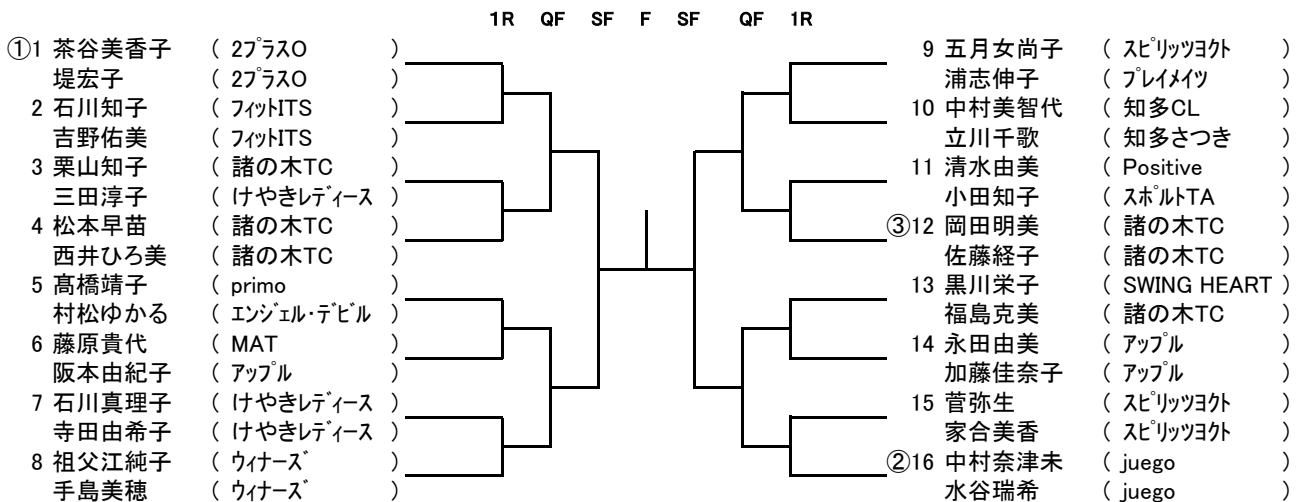 1R QF SF F SF QF 1R
①1 茶谷美香子 ( 2プラスO )
堤宏子 ( 2プラスO )
2 石川知子 ( フィットITS )
吉野佑美 ( フィットITS )
3 栗山知子 ( 諸の木TC )
三田淳子 ( けやきレディース )
4 松本早苗 ( 諸の木TC )
西井ひろ美 ( 諸の木TC )
5 髙橋靖子 ( primo )
村松ゆかる ( エンジェル・デビル )
6 藤原貴代 ( MAT )
阪本由紀子 ( アップル )
7 石川真理子 ( けやきレディース )
寺田由希子 ( けやきレディース )
8 祖父江純子 ( ウィナーズ )
手島美穂 ( ウィナーズ )
9 五月女尚子 ( スピリッツヨクト )
浦志伸子 ( プレイメイツ )
10 中村美智代 ( 知多CL )
立川千歌 ( 知多さつき )
11 清水由美 ( Positive )
小田知子 ( スポルトTA )
③12 岡田明美 ( 諸の木TC )
佐藤経子 ( 諸の木TC )
13 黒川栄子 ( SWING HEART )
福島克美 ( 諸の木TC )
14 永田由美 ( アップル )
加藤佳奈子 ( アップル )
15 菅弥生 ( スピリッツヨクト )
家合美香 ( スピリッツヨクト )
②16 中村奈津未 ( juego )
水谷瑞希 ( juego )